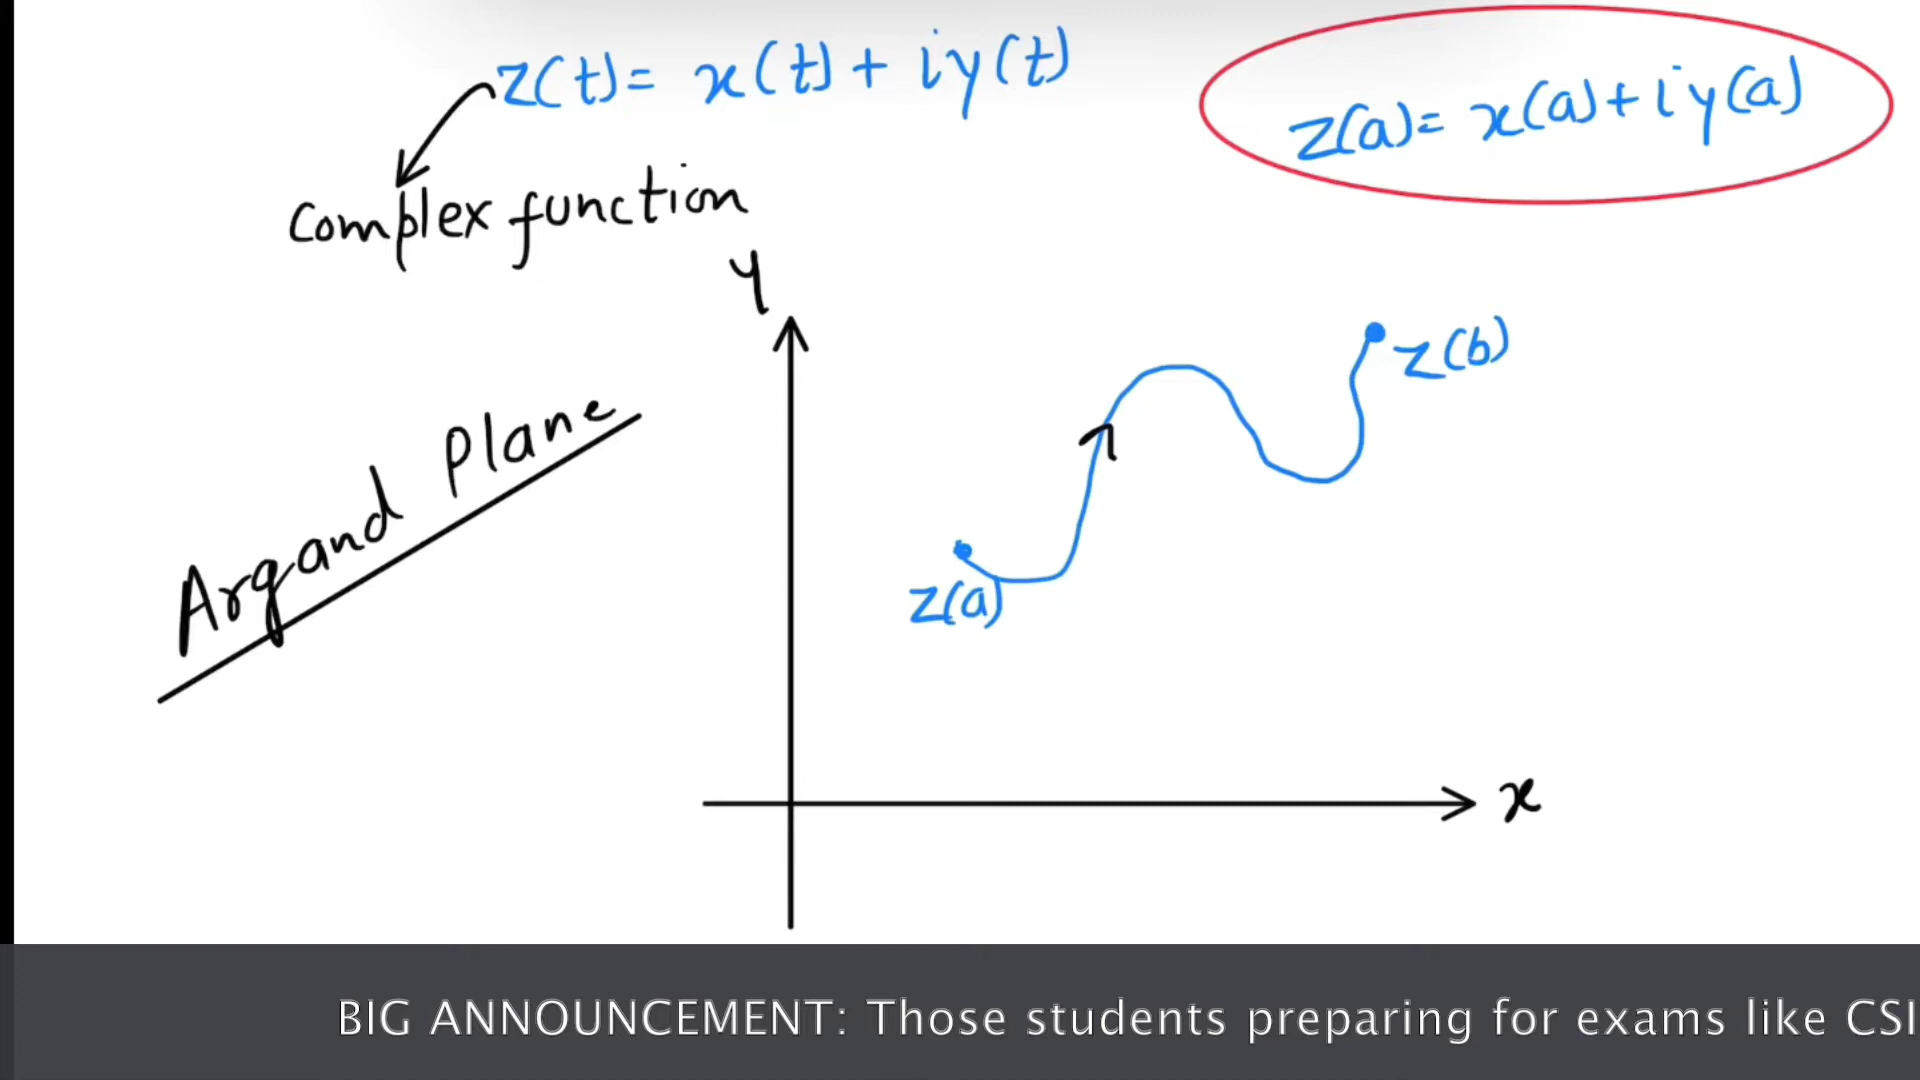 z(t)= x(t) + iy(t)
z(a)= x(a)+iy(a)
Complex function
y
z(b)
Argand Plane
z(a)
x
BIG ANNOUNCEMENT: Those students preparing for exams like CSI